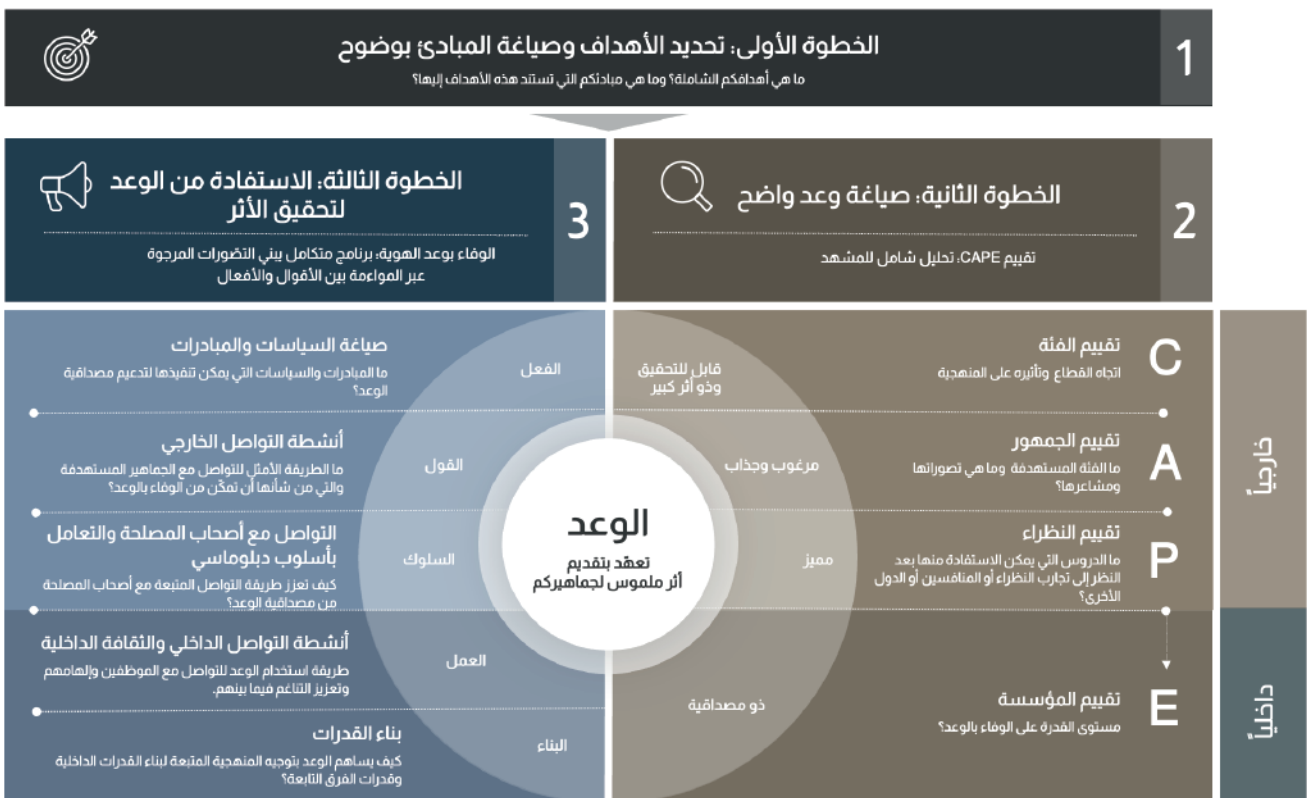 1
الخطوة الأولى: تحديد الأهداف وصياغة المبادئ بوضوح
ما هي أهدافكم الشاملة؟ وما هي مبادئكم التي تستند هذه الأهداف إليها؟
2
الخطوة الثانية: صياغة وعد واضح
تقييم CAPE: تحليل شامل للمشهد
3
الخطوة الثالثة: الاستفادة من الوعد
لتحقيق الأثر
الوفاء بوعد الهوية: برنامج متكامل يبني التصّورات المرجوة
عبر المواءمة بين الأقوال والأفعال
خارجياً
C
تقييم الفئة
اتجاه القطاع وتأثيره على المنهجية
قابل للتحقيق
وذو أثر كبير
A
تقييم الجمهور
ما الفئة المستهدفة وما هي تصوراتها
ومشاعرها؟
مرغوب وجذاب
P
تقييم النظراء
ما الدروس التي يمكن الاستفادة منها بعد
النظر إلى تجارب النظراء أو المنافسين أو الدول
الأخرى؟
مميز
داخلياً
E
تقييم المؤسسة
مستوى القدرة على الوفاء بالوعد؟
ذو مصداقية
الوعد
تعهّد بتقديم
أثر ملموس لجماهيركم
الفعل
صياغة السياسات والمبادرات
ما المبادرات والسياسات التي يمكن تنفيذها لتدعيم مصداقية
الوعد؟
القول
أنشطة التواصل الخارجي
ما الطريقة الأمثل للتواصل مع الجماهير المستهدفة
والتي من شأنها أن تمكّن من الوفاء بالوعد؟
السلوك
التواصل مع أصحاب المصلحة والتعامل
بأسلوب دبلوماسي
كيف تعزز طريقة التواصل المتبعة مع أصحاب المصلحة
من مصداقية الوعد؟
العمل
أنشطة التواصل الداخلي والثقافة الداخلية
طريقة استخدام الوعد للتواصل مع الموظفين وإلهامهم
وتعزيز التناغم فيما بينهم.
البناء
بناء القدرات
كيف يساهم الوعد بتوجيه المنهجية المتبعة لبناء القدرات الداخلية
وقدرات الفرق التابعة؟